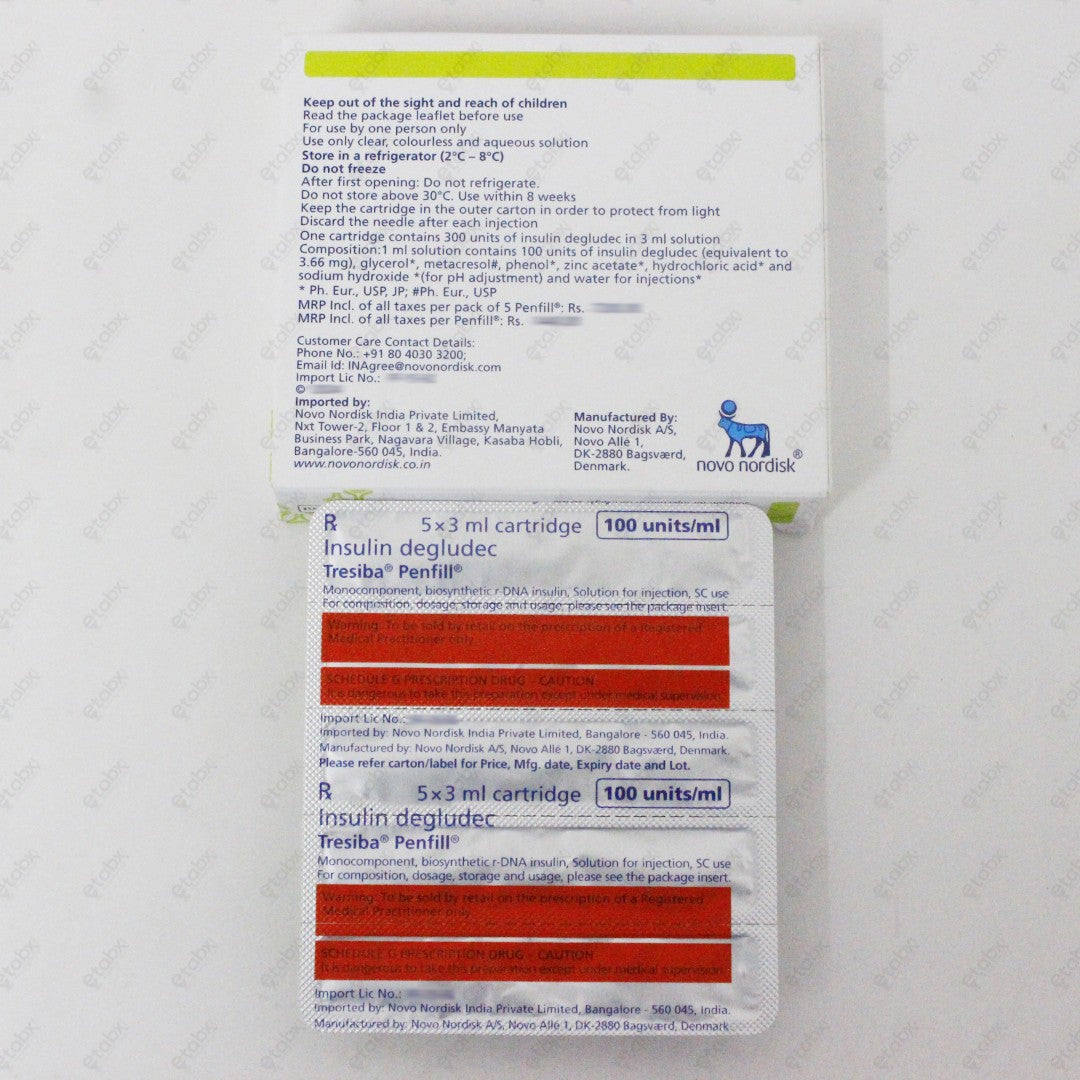 Keep out of the sight and reach of children
Read the package leaflet before use
For use by one person only
Use only clear, colourless and aqueous solution
Store in a refrigerator (2°C – 8°C)
Do not freeze
After first opening: Do not refrigerate.
Do not store above 30°C. Use within 8 weeks
Keep the cartridge in the outer carton in order to protect from light
Discard the needle after each injection
One cartridge contains 300 units of insulin degludec in 3 ml solution
Composition:1 ml solution contains 100 units of insulin degludec (equivalent to
3.66 mg), glycerol*, metacresol#, phenol*, zinc acetate*, hydrochloric acid* and
sodium hydroxide *(for pH adjustment) and water for injections*
* Ph. Eur., USP, JP; #Ph. Eur., USP
MRP Incl. of all taxes per pack of 5 Penfill®: Rs.
MRP Incl. of all taxes per Penfill®: Rs.
Customer Care Contact Details:
Phone No.: +91 80 4030 3200;
Email Id: INAgree@novonordisk.com
Import Lic No.:
©
Imported by:
Novo Nordisk India Private Limited,
Nxt Tower-2, Floor 1 & 2, Embassy Manyata
Business Park, Nagavara Village, Kasaba Hobli,
Bangalore-560 045, India.
www.novonordisk.co.in
Manufactured By:
Novo Nordisk A/S,
Novo Allé 1,
DK-2880 Bagsværd,
Denmark.
novo nordisk®
Rx 5×3 ml cartridge 100 units/ml
Insulin degludec
Tresiba® Penfill®
Monocomponent, biosynthetic r-DNA insulin, Solution for injection, SC use
For composition, dosage, storage and usage, please see the package insert.
Warning: To be sold by retail on the prescription of a Registered
Medical Practitioner only.
SCHEDULE G PRESCRIPTION DRUG - CAUTION
It is dangerous to take this preparation except under medical supervision
Import Lic No.:
Imported by: Novo Nordisk India Private Limited, Bangalore - 560 045, India.
Manufactured by: Novo Nordisk A/S, Novo Allé 1, DK-2880 Bagsværd, Denmark.
Please refer carton/label for Price, Mfg. date, Expiry date and Lot.
Rx 5×3 ml cartridge 100 units/ml
Insulin degludec
Tresiba® Penfill®
Monocomponent, biosynthetic r-DNA insulin, Solution for injection, SC use
For composition, dosage, storage and usage, please see the package insert.
Warning: To be sold by retail on the prescription of a Registered
Medical Practitioner only.
SCHEDULE G PRESCRIPTION DRUG - CAUTION
It is dangerous to take this preparation except under medical supervision
Import Lic No.:
Imported by: Novo Nordisk India Private Limited, Bangalore - 560 045, India.
Manufactured by: Novo Nordisk A/S, Novo Allé 1, DK-2880 Bagsværd, Denmark.